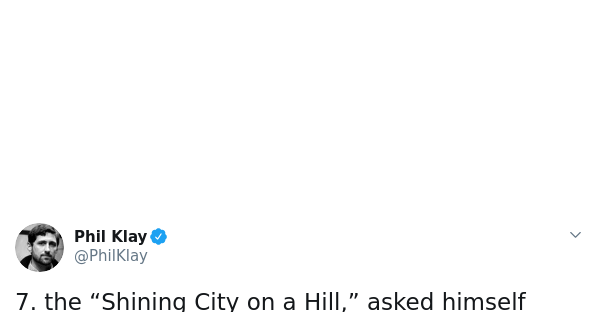 Phil Klay
@PhilKlay
7. the “Shining City on a Hill,” asked himself